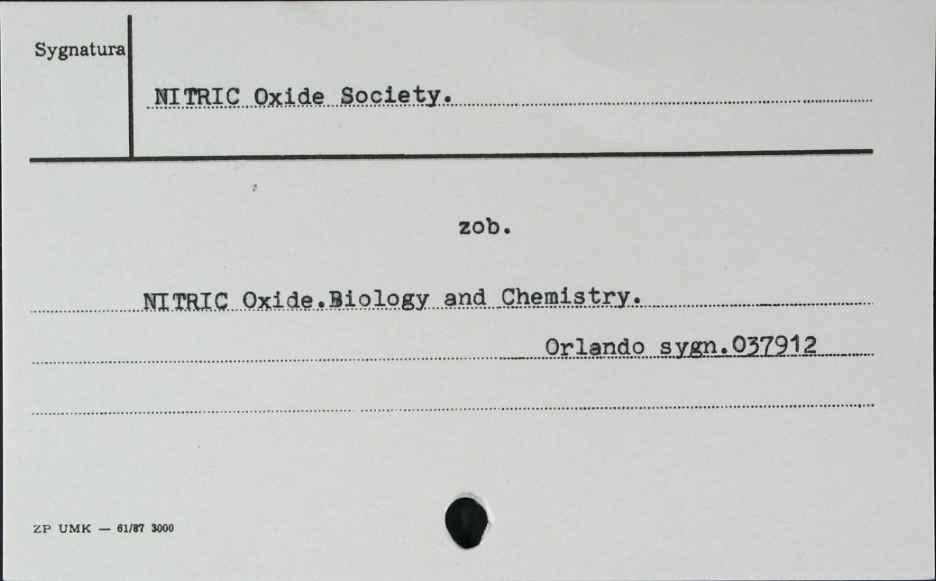 Sygnatura
NITRIC Oxide Society.
zob.
NITRIC Oxide.Biology and Chemistry.
Orlando sygn.037912
ZP UMK — 61/87 3000